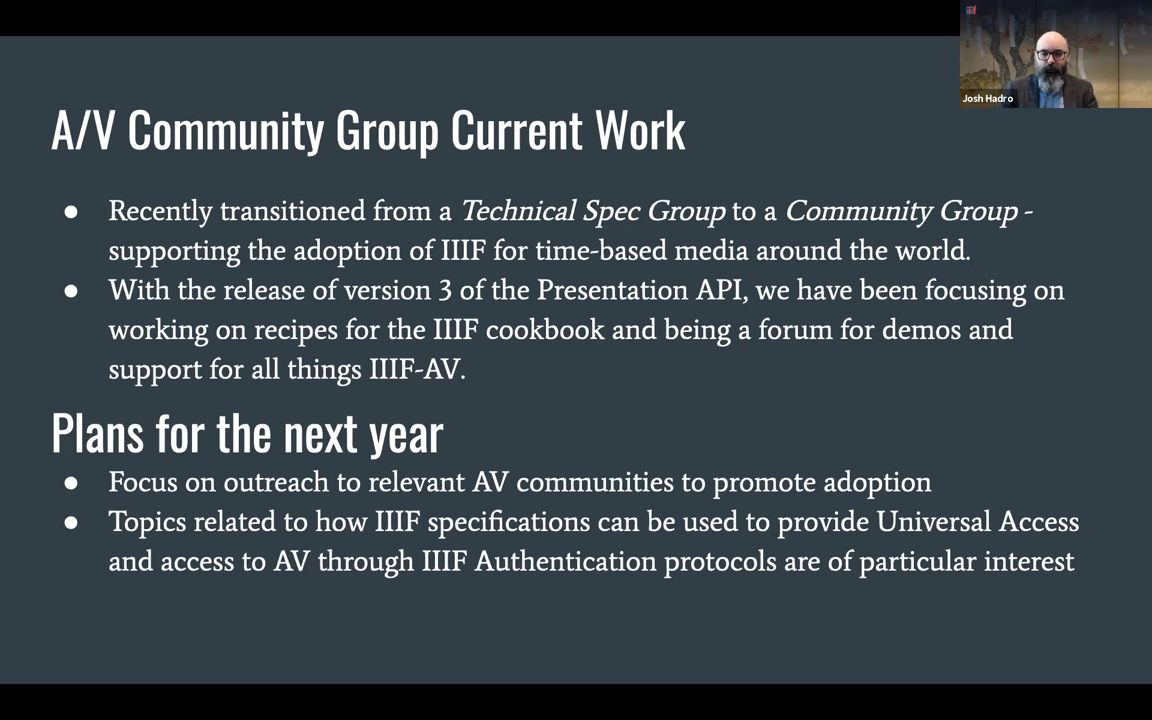 iiif
Josh Hadro
A/V Community Group Current Work
● Recently transitioned from a Technical Spec Group to a Community Group -
supporting the adoption of IIIF for time-based media around the world.
● With the release of version 3 of the Presentation API, we have been focusing on
working on recipes for the IIIF cookbook and being a forum for demos and
support for all things IIIF-AV.
Plans for the next year
● Focus on outreach to relevant AV communities to promote adoption
● Topics related to how IIIF specifications can be used to provide Universal Access
and access to AV through IIIF Authentication protocols are of particular interest